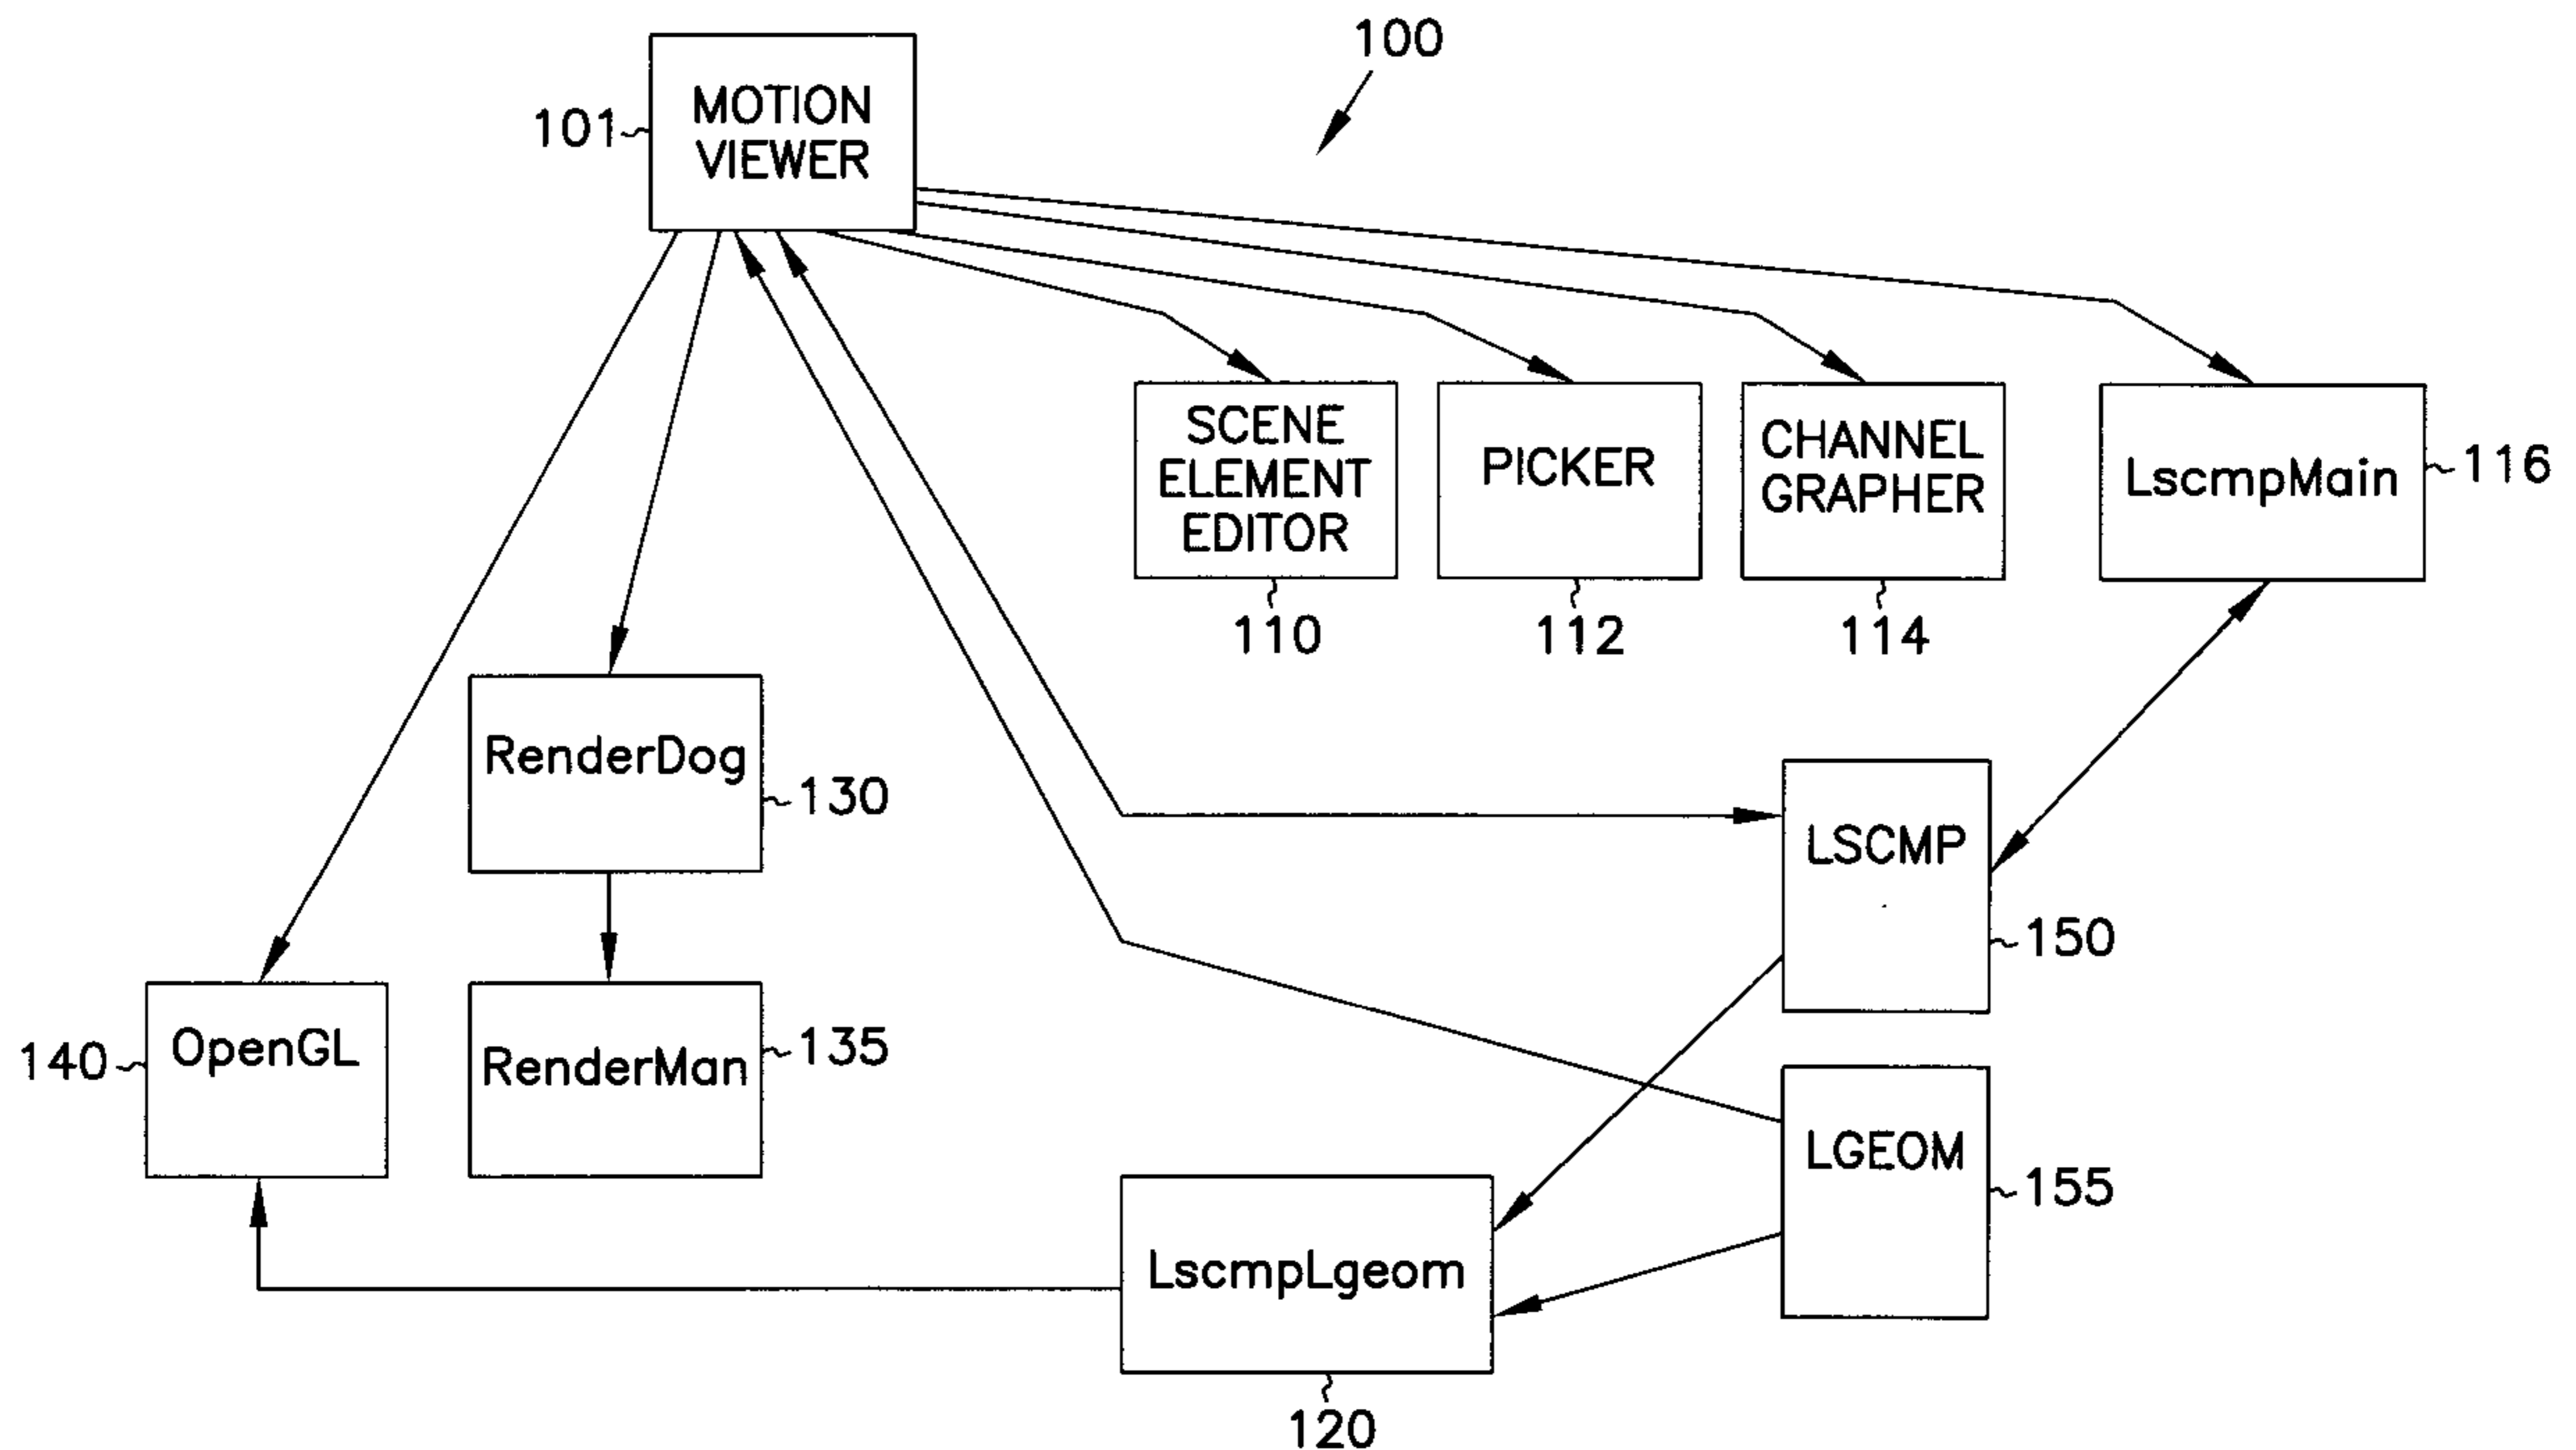 100
101
MOTION
VIEWER
SCENE
ELEMENT
EDITOR
110
PICKER
112
CHANNEL
GRAPHER
114
LscmpMain
116
RenderDog
130
LSCMP
150
OpenGL
140
RenderMan
135
LGEOM
155
LscmpLgeom
120